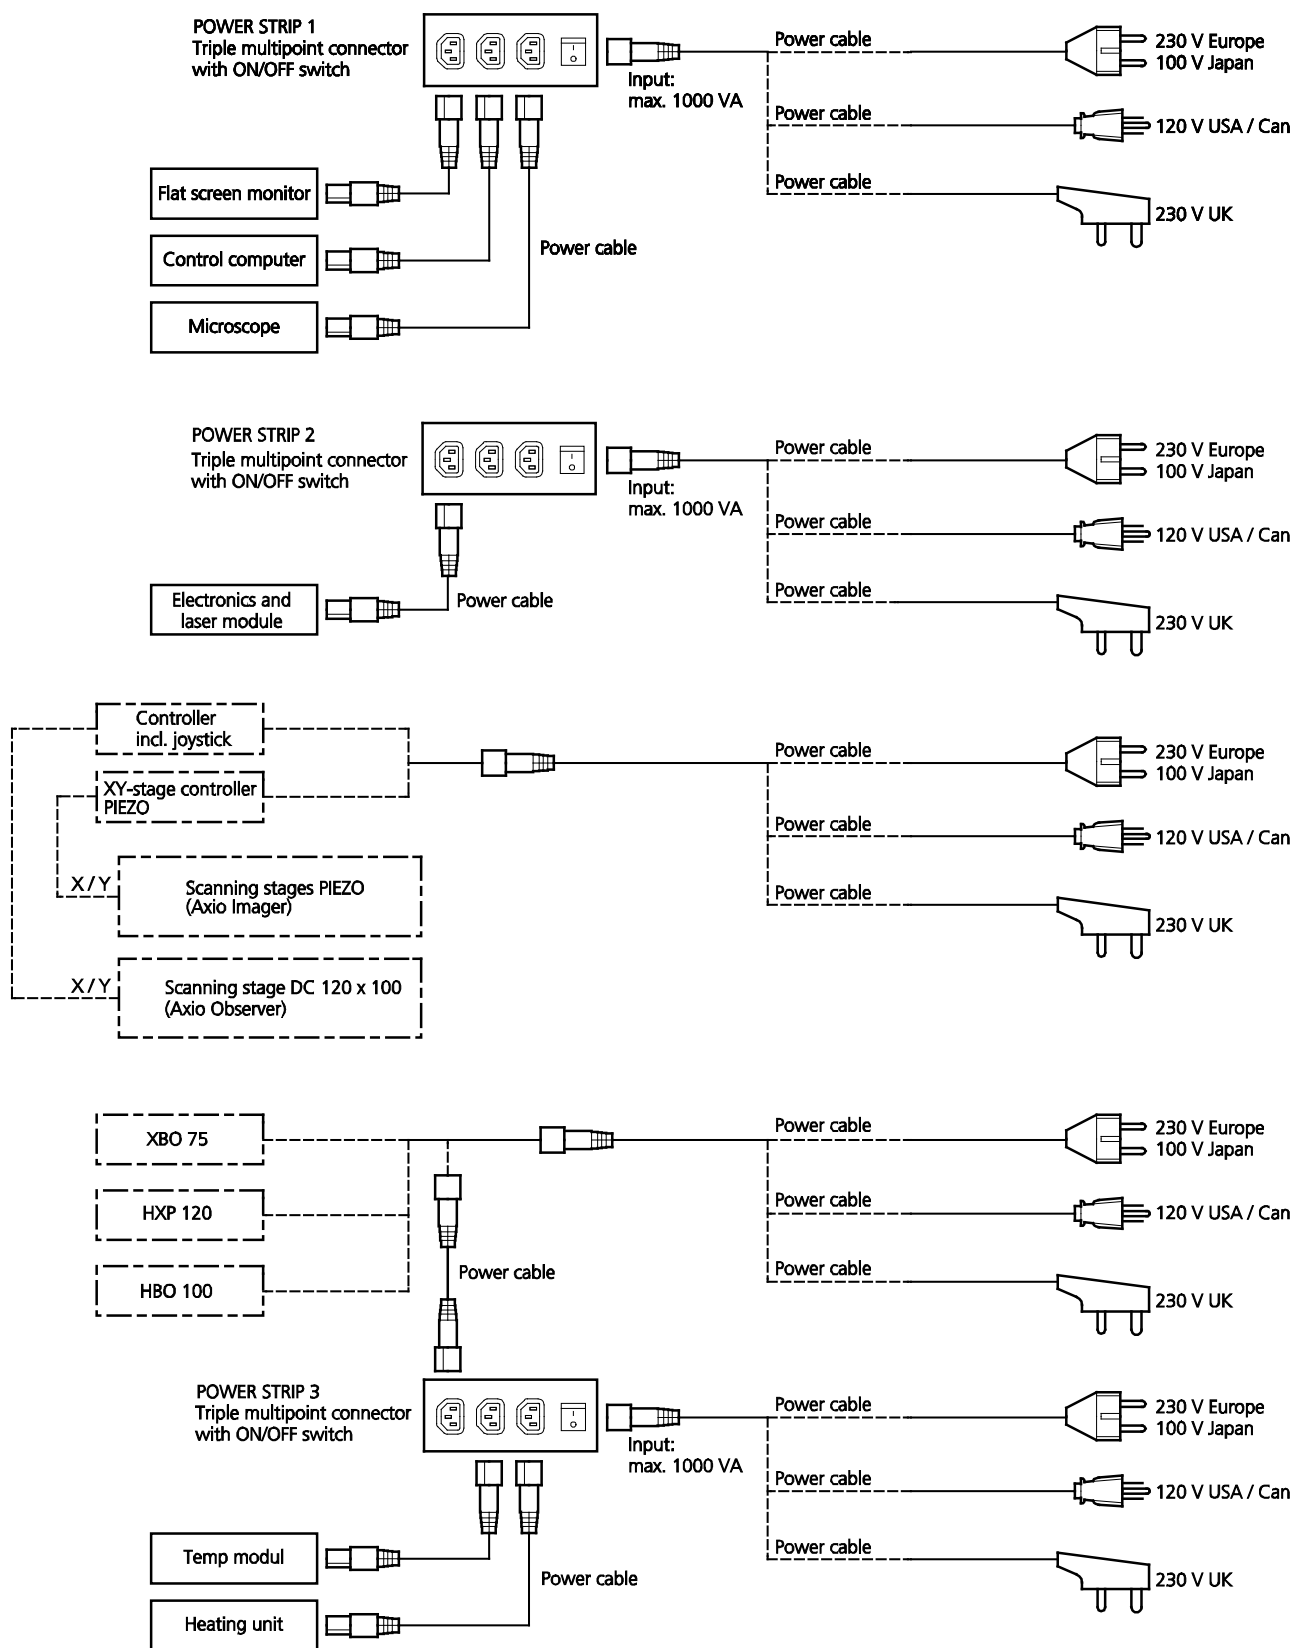 POWER STRIP 1
Triple multipoint connector
with ON/OFF switch
Input:
max. 1000 VA
Power cable
230 V Europe
100 V Japan
Power cable
120 V USA / Can
Power cable
230 V UK
Flat screen monitor
Control computer
Power cable
Microscope
POWER STRIP 2
Triple multipoint connector
with ON/OFF switch
Input:
max. 1000 VA
Power cable
230 V Europe
100 V Japan
Power cable
120 V USA / Can
Power cable
230 V UK
Electronics and
laser module
Power cable
Controller
incl. joystick
XY-stage controller
PIEZO
X / Y
Scanning stages PIEZO
(Axio Imager)
X / Y
Scanning stage DC 120 x 100
(Axio Observer)
Power cable
230 V Europe
100 V Japan
Power cable
120 V USA / Can
Power cable
230 V UK
XBO 75
HXP 120
HBO 100
Power cable
Power cable
230 V Europe
100 V Japan
Power cable
120 V USA / Can
Power cable
230 V UK
POWER STRIP 3
Triple multipoint connector
with ON/OFF switch
Input:
max. 1000 VA
Power cable
230 V Europe
100 V Japan
Power cable
120 V USA / Can
Power cable
230 V UK
Temp modul
Power cable
Heating unit